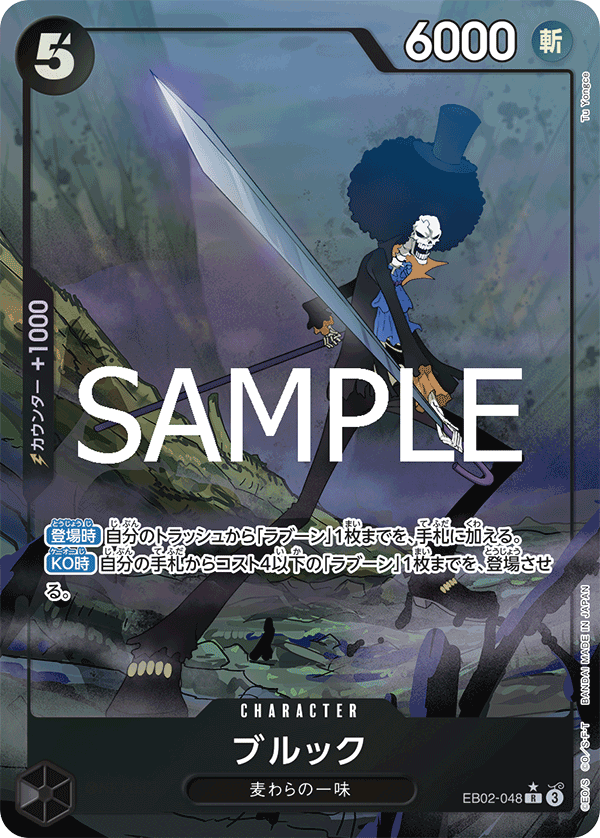 5
6000 斬
Tu Yongce
カウンター +1000
SAMPLE
登場時 自分のトラッシュから「ラブーン」1枚までを、手札に加える。
KO時 自分の手札からコスト4以下の「ラブーン」1枚までを、登場させ
る。
CHARACTER
ブルック
麦わらの一味
EB02-048 R 3
©EO/S ©O/S・F・T BANDAI MADE IN JAPAN